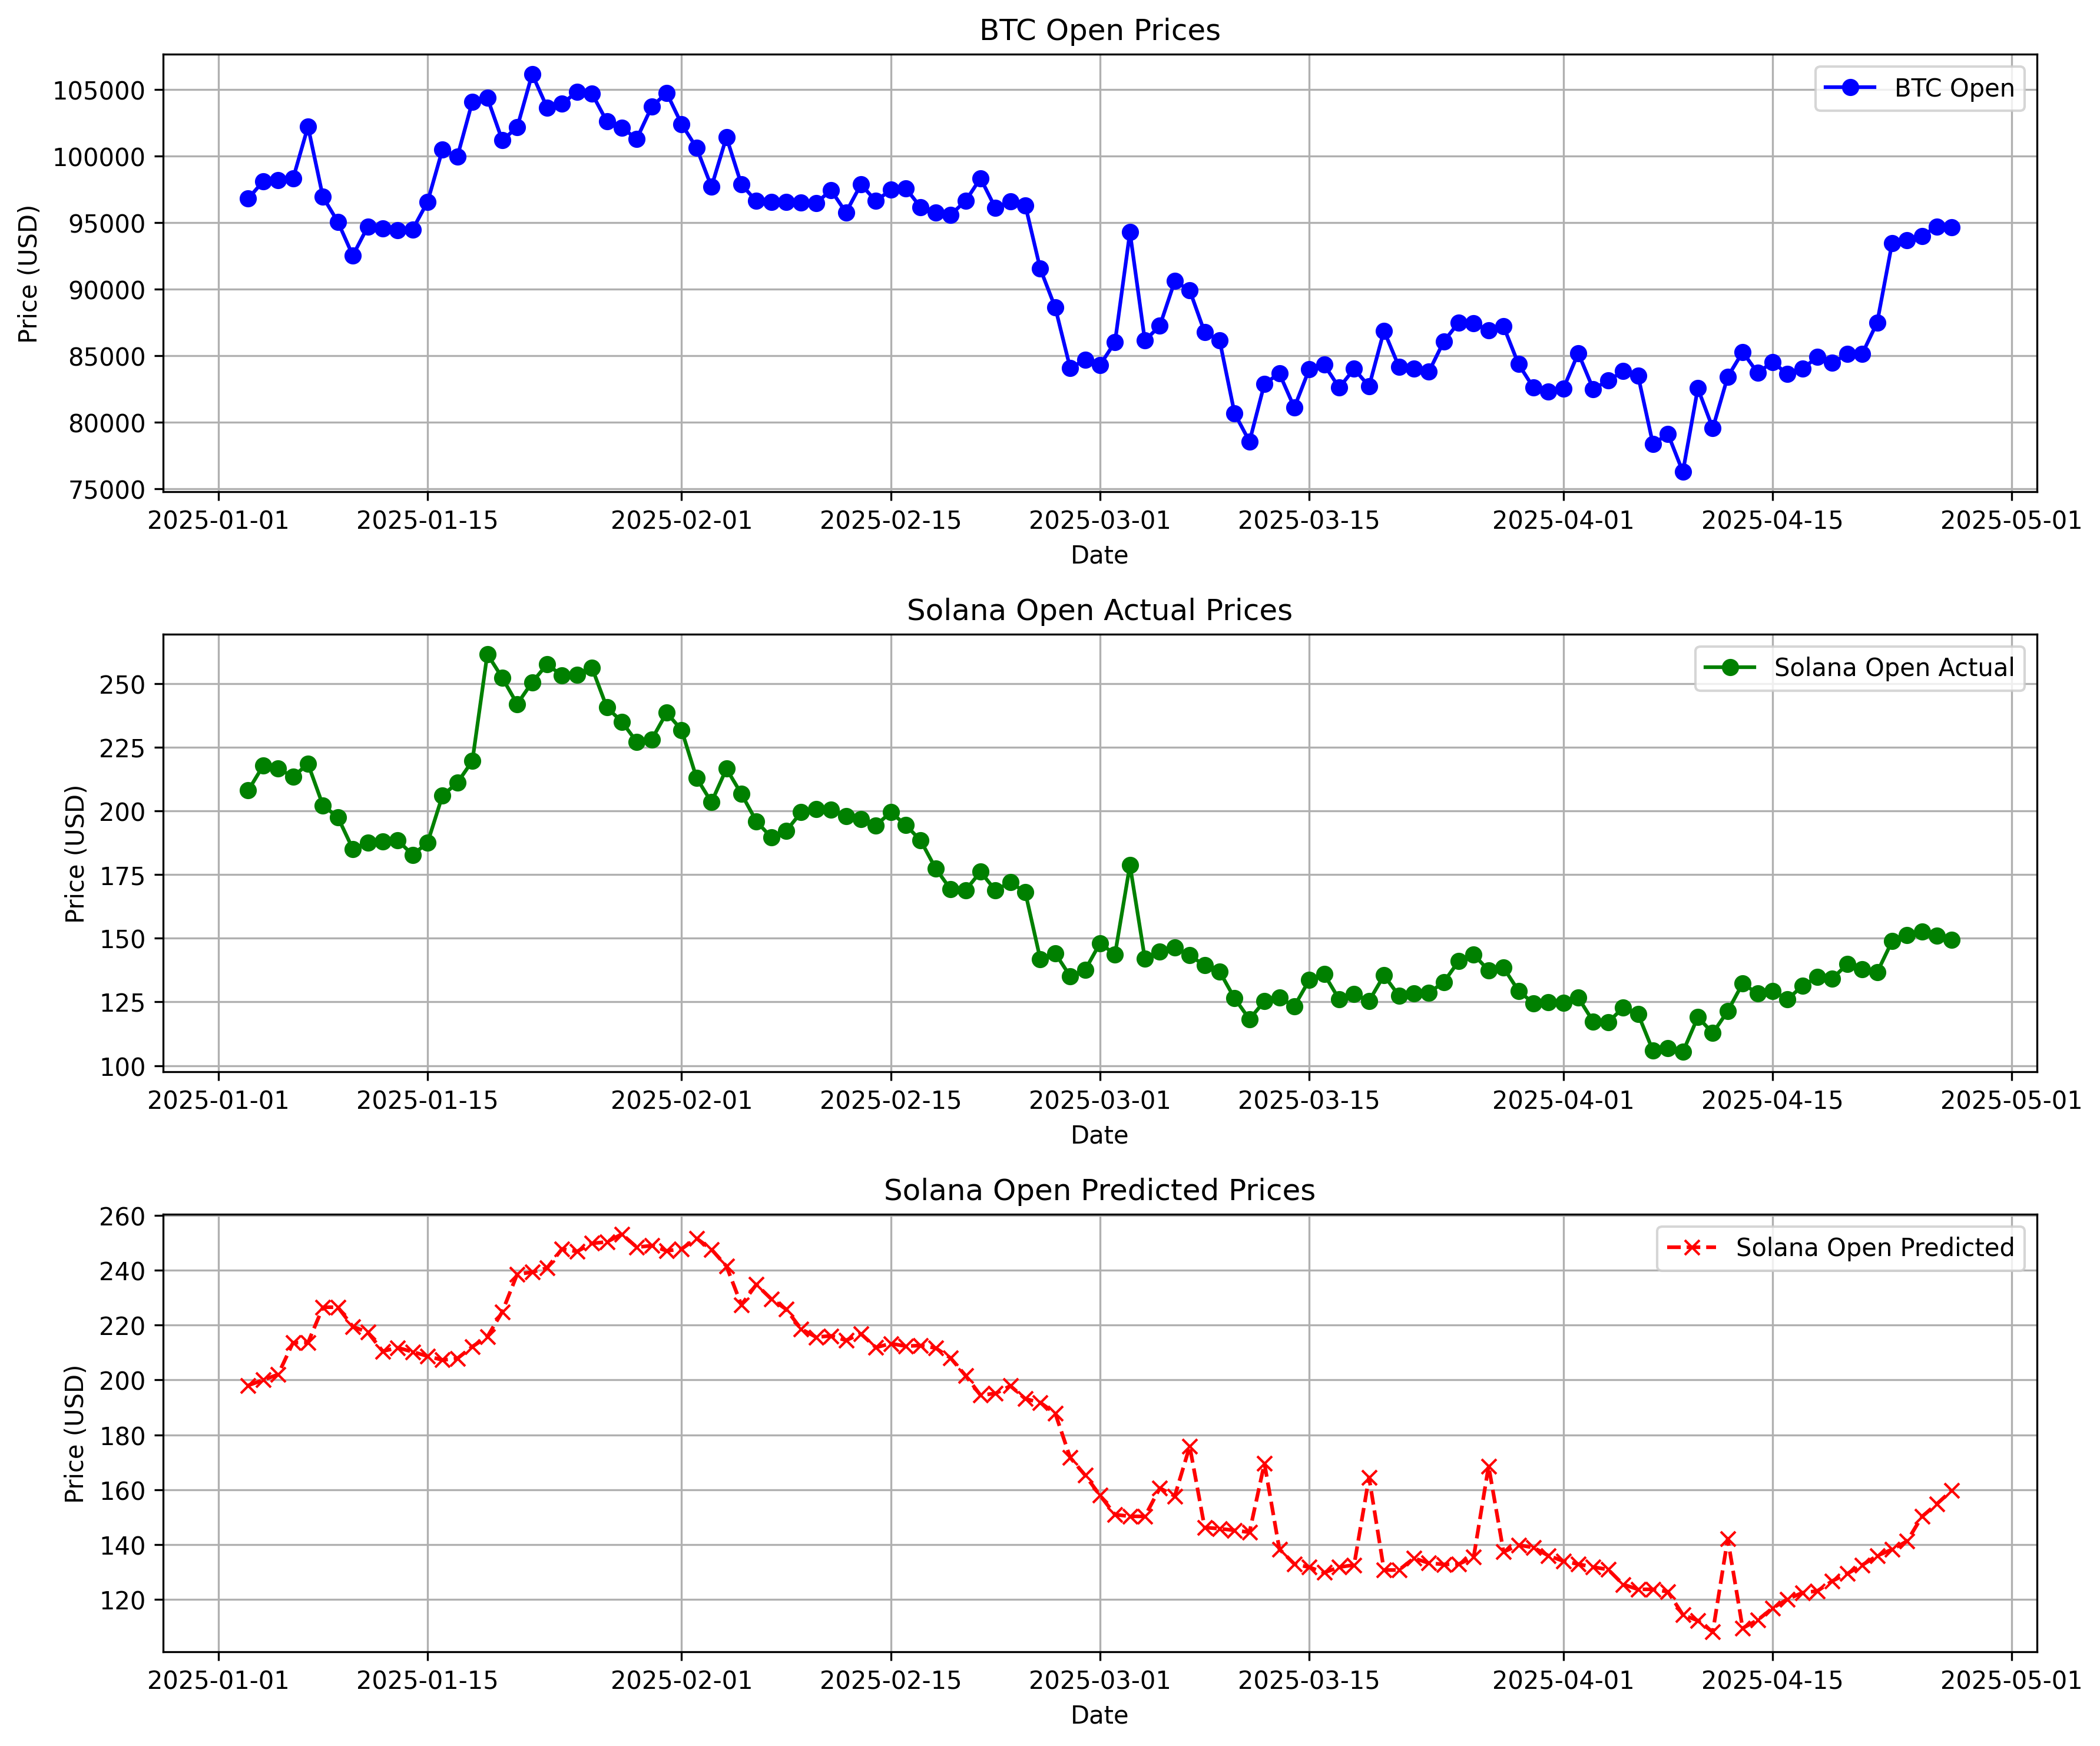 BTC Open Prices
BTC Open
105000
100000
95000
90000
85000
80000
75000
Price (USD)
2025-01-01 2025-01-15 2025-02-01 2025-02-15 2025-03-01 2025-03-15 2025-04-01 2025-04-15 2025-05-01
Date
Solana Open Actual Prices
Solana Open Actual
250
225
200
175
150
125
100
Price (USD)
2025-01-01 2025-01-15 2025-02-01 2025-02-15 2025-03-01 2025-03-15 2025-04-01 2025-04-15 2025-05-01
Date
Solana Open Predicted Prices
Solana Open Predicted
260
240
220
200
180
160
140
120
Price (USD)
2025-01-01 2025-01-15 2025-02-01 2025-02-15 2025-03-01 2025-03-15 2025-04-01 2025-04-15 2025-05-01
Date